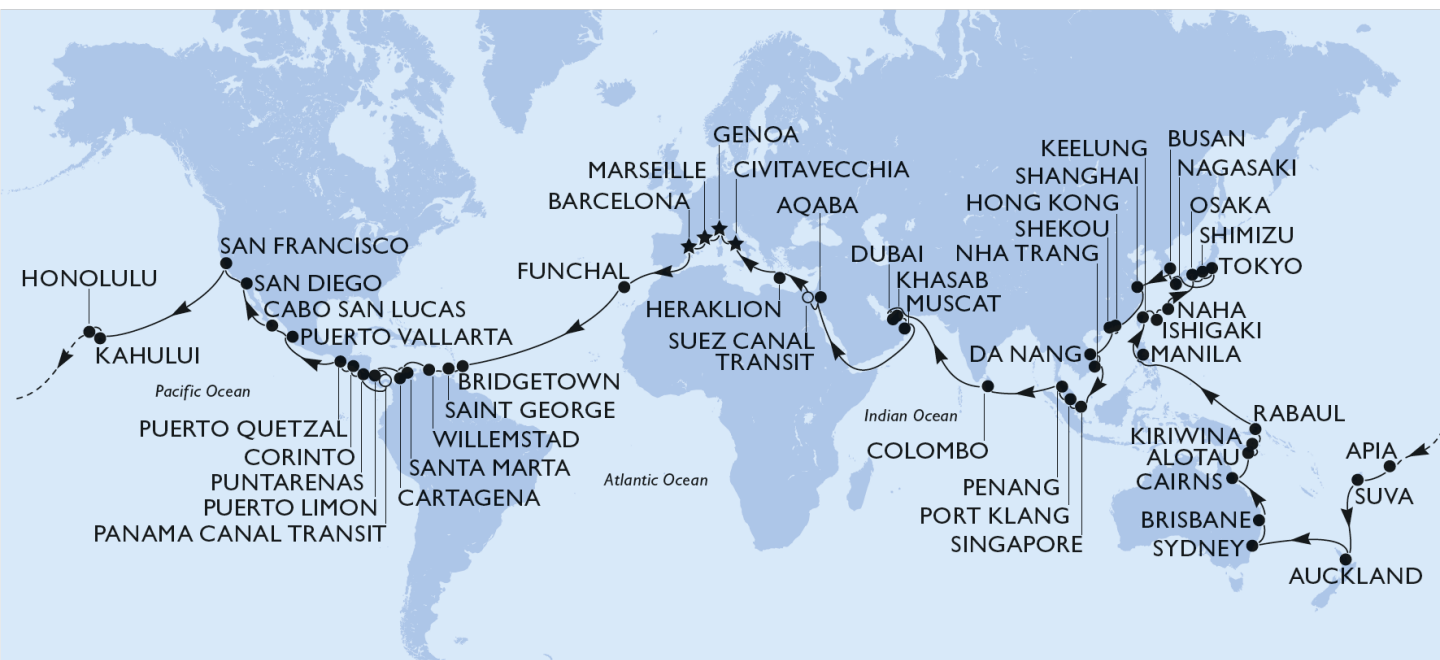 GENOA
MARSEILLE
CIVITAVECCHIA
BARCELONA
AQABA
KEELUNG
BUSAN
SHANGHAI
NAGASAKI
HONG KONG
OSAKA
SHEKOU
SHIMIZU
NHA TRANG
TOKYO
SAN FRANCISCO
DUBAI
HONOLULU
FUNCHAL
KHASAB
SAN DIEGO
MUSCAT
CABO SAN LUCAS
HERAKLION
NAHA
PUERTO VALLARTA
SUEZ CANAL
TRANSIT
ISHIGAKI
KAHULUI
DA NANG
MANILA
Pacific Ocean
BRIDGETOWN
SAINT GEORGE
Indian Ocean
RABAUL
PUERTO QUETZAL
WILLEMSTAD
KIRIWINA
CORINTO
COLOMBO
ALOTAU
APIA
SANTA MARTA
PUNTARENAS
Atlantic Ocean
CAIRNS
PENANG
SUVA
CARTAGENA
PUERTO LIMON
PORT KLANG
BRISBANE
PANAMA CANAL TRANSIT
SINGAPORE
SYDNEY
AUCKLAND